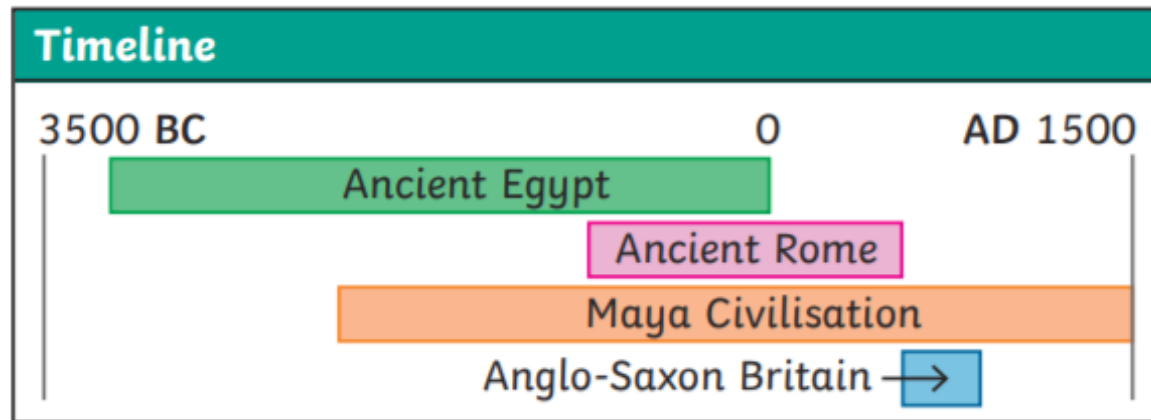 Timeline
3500 BC 0 AD 1500
Ancient Egypt
Ancient Rome
Maya Civilisation
Anglo-Saxon Britain